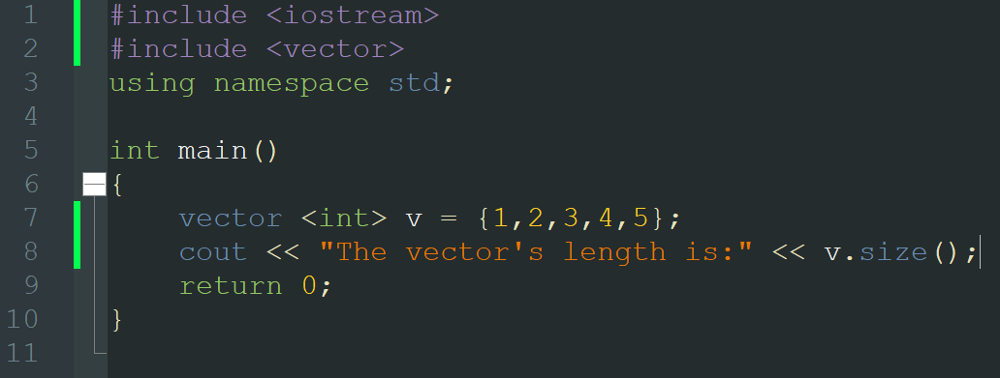 1 #include <iostream>
2 #include <vector>
3 using namespace std;
4
5 int main()
6 {
7 vector <int> v = {1,2,3,4,5};
8 cout << "The vector's length is:" << v.size();
9 return 0;
10 }
11